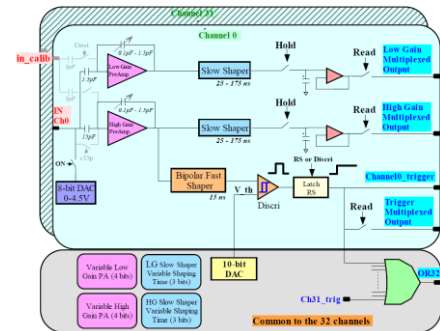 Channel 31
Channel 0
in_calib
3pF
0.1pF - 1.5pF
1.5pF
Low Gain
PreAmp
Slow Shaper
25 - 175 ns
Hold
Read
Low Gain
Multiplexed
Output
IN
Ch0
0.1pF - 1.5pF
15pF
High Gain
PreAmp
Slow Shaper
25 - 175 ns
Hold
Read
High Gain
Multiplexed
Output
ON
8-bit DAC
0-4.5V
Bipolar Fast
Shaper
15 ns
V_th
Discri
RS or Discri
Latch
RS
Channel0_trigger
Read
Trigger
Multiplexed
Output
10-bit
DAC
Variable Low
Gain PA (4 bits)
LG Slow Shaper
Variable Shaping
Time (3 bits)
Variable High
Gain PA (4 bits)
HG Slow Shaper
Variable Shaping
Time (3 bits)
OR32
Ch31_trig
Common to the 32 channels